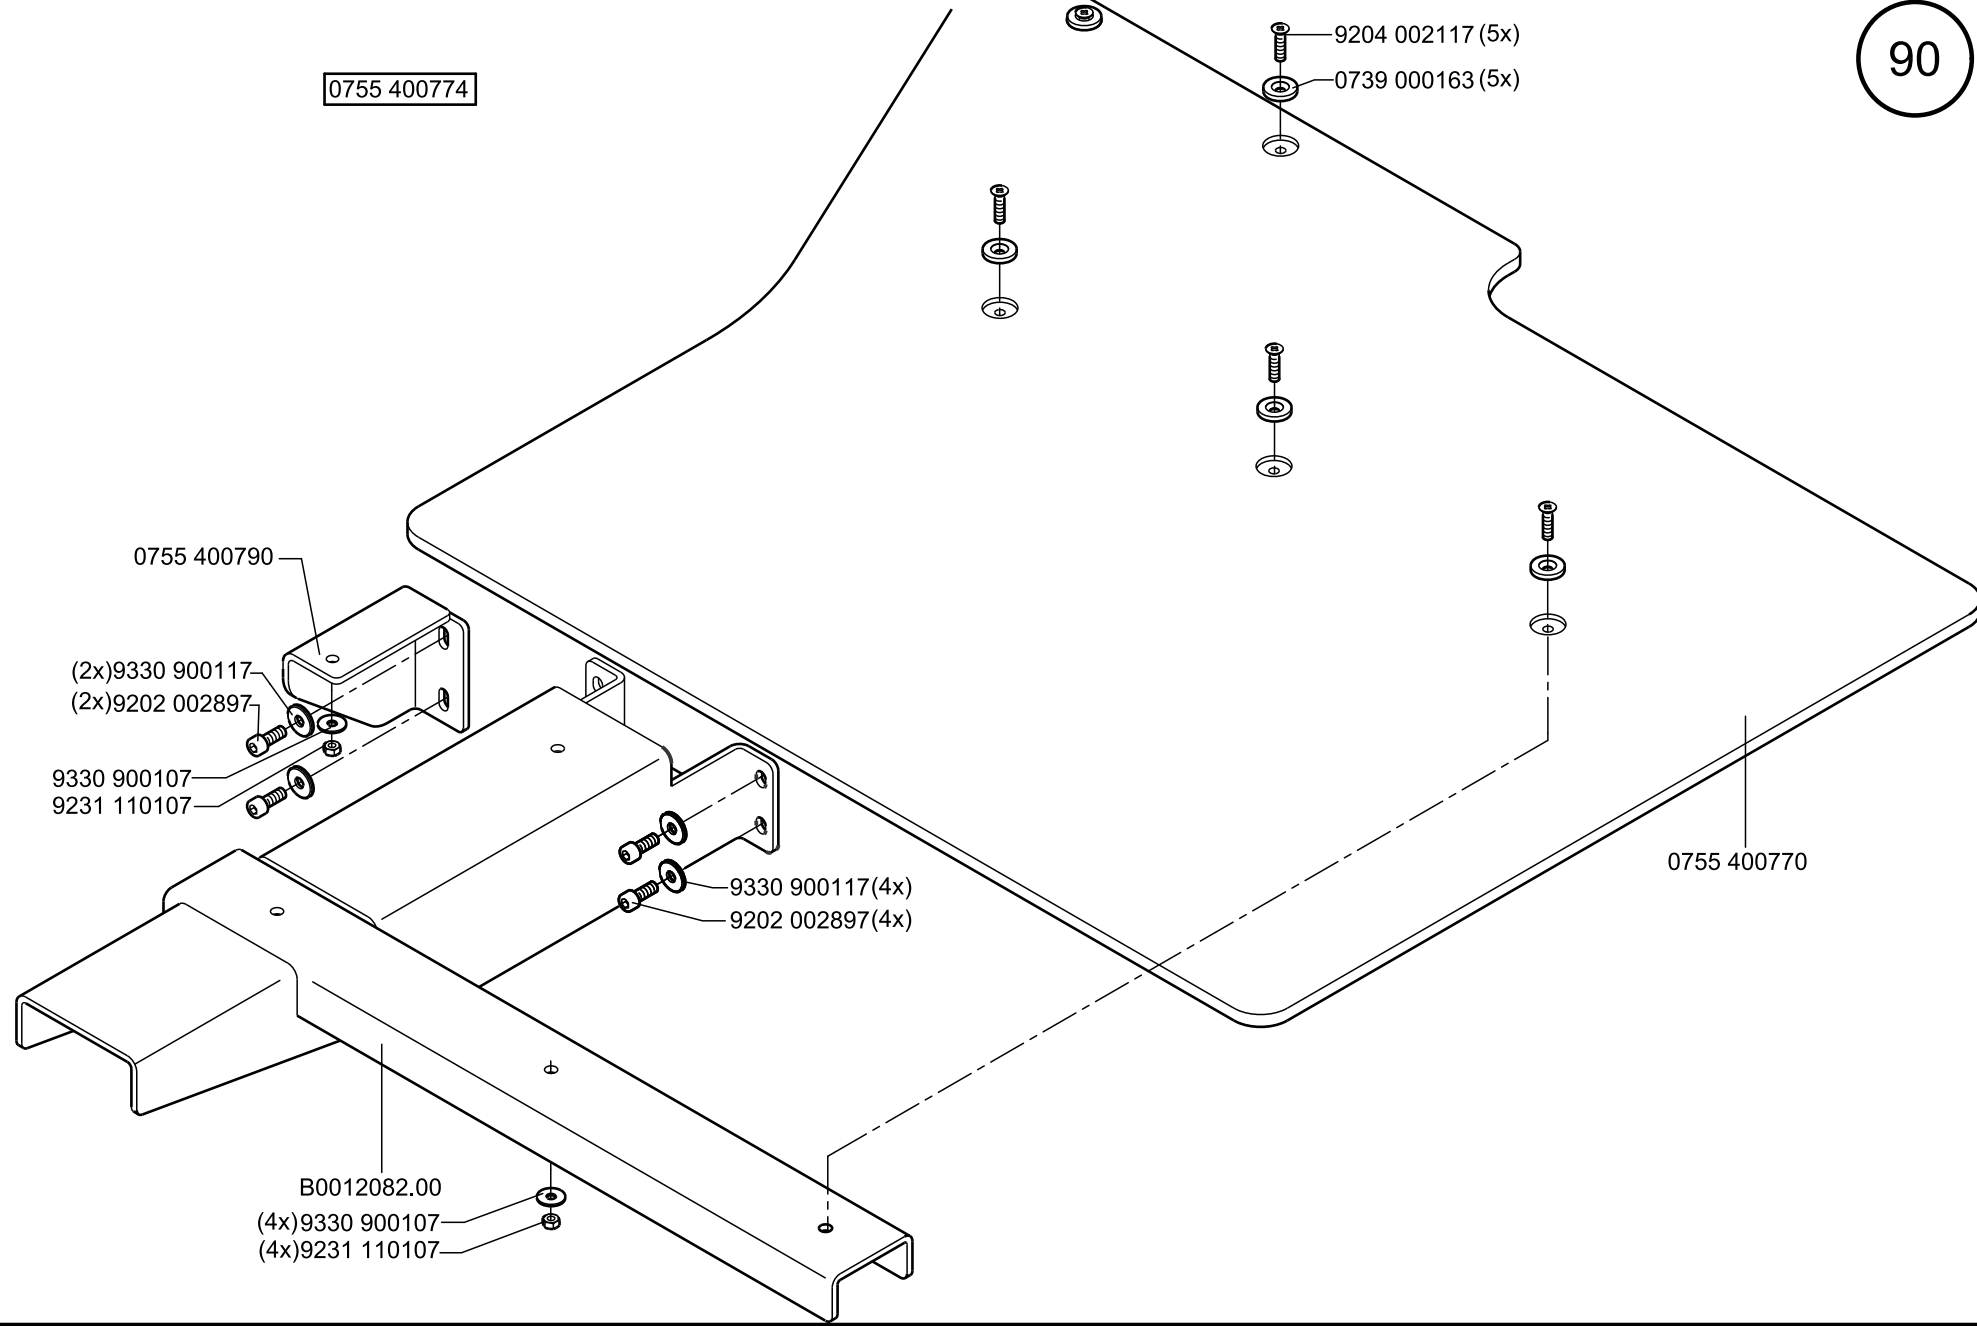 9204 002117 (5x)
90
0755 400774
0739 000163 (5x)
0755 400790
(2x)9330 900117
(2x)9202 002897
9330 900107
9231 110107
0755 400770
9330 900117(4x)
9202 002897(4x)
B0012082.00
(4x)9330 900107
(4x)9231 110107